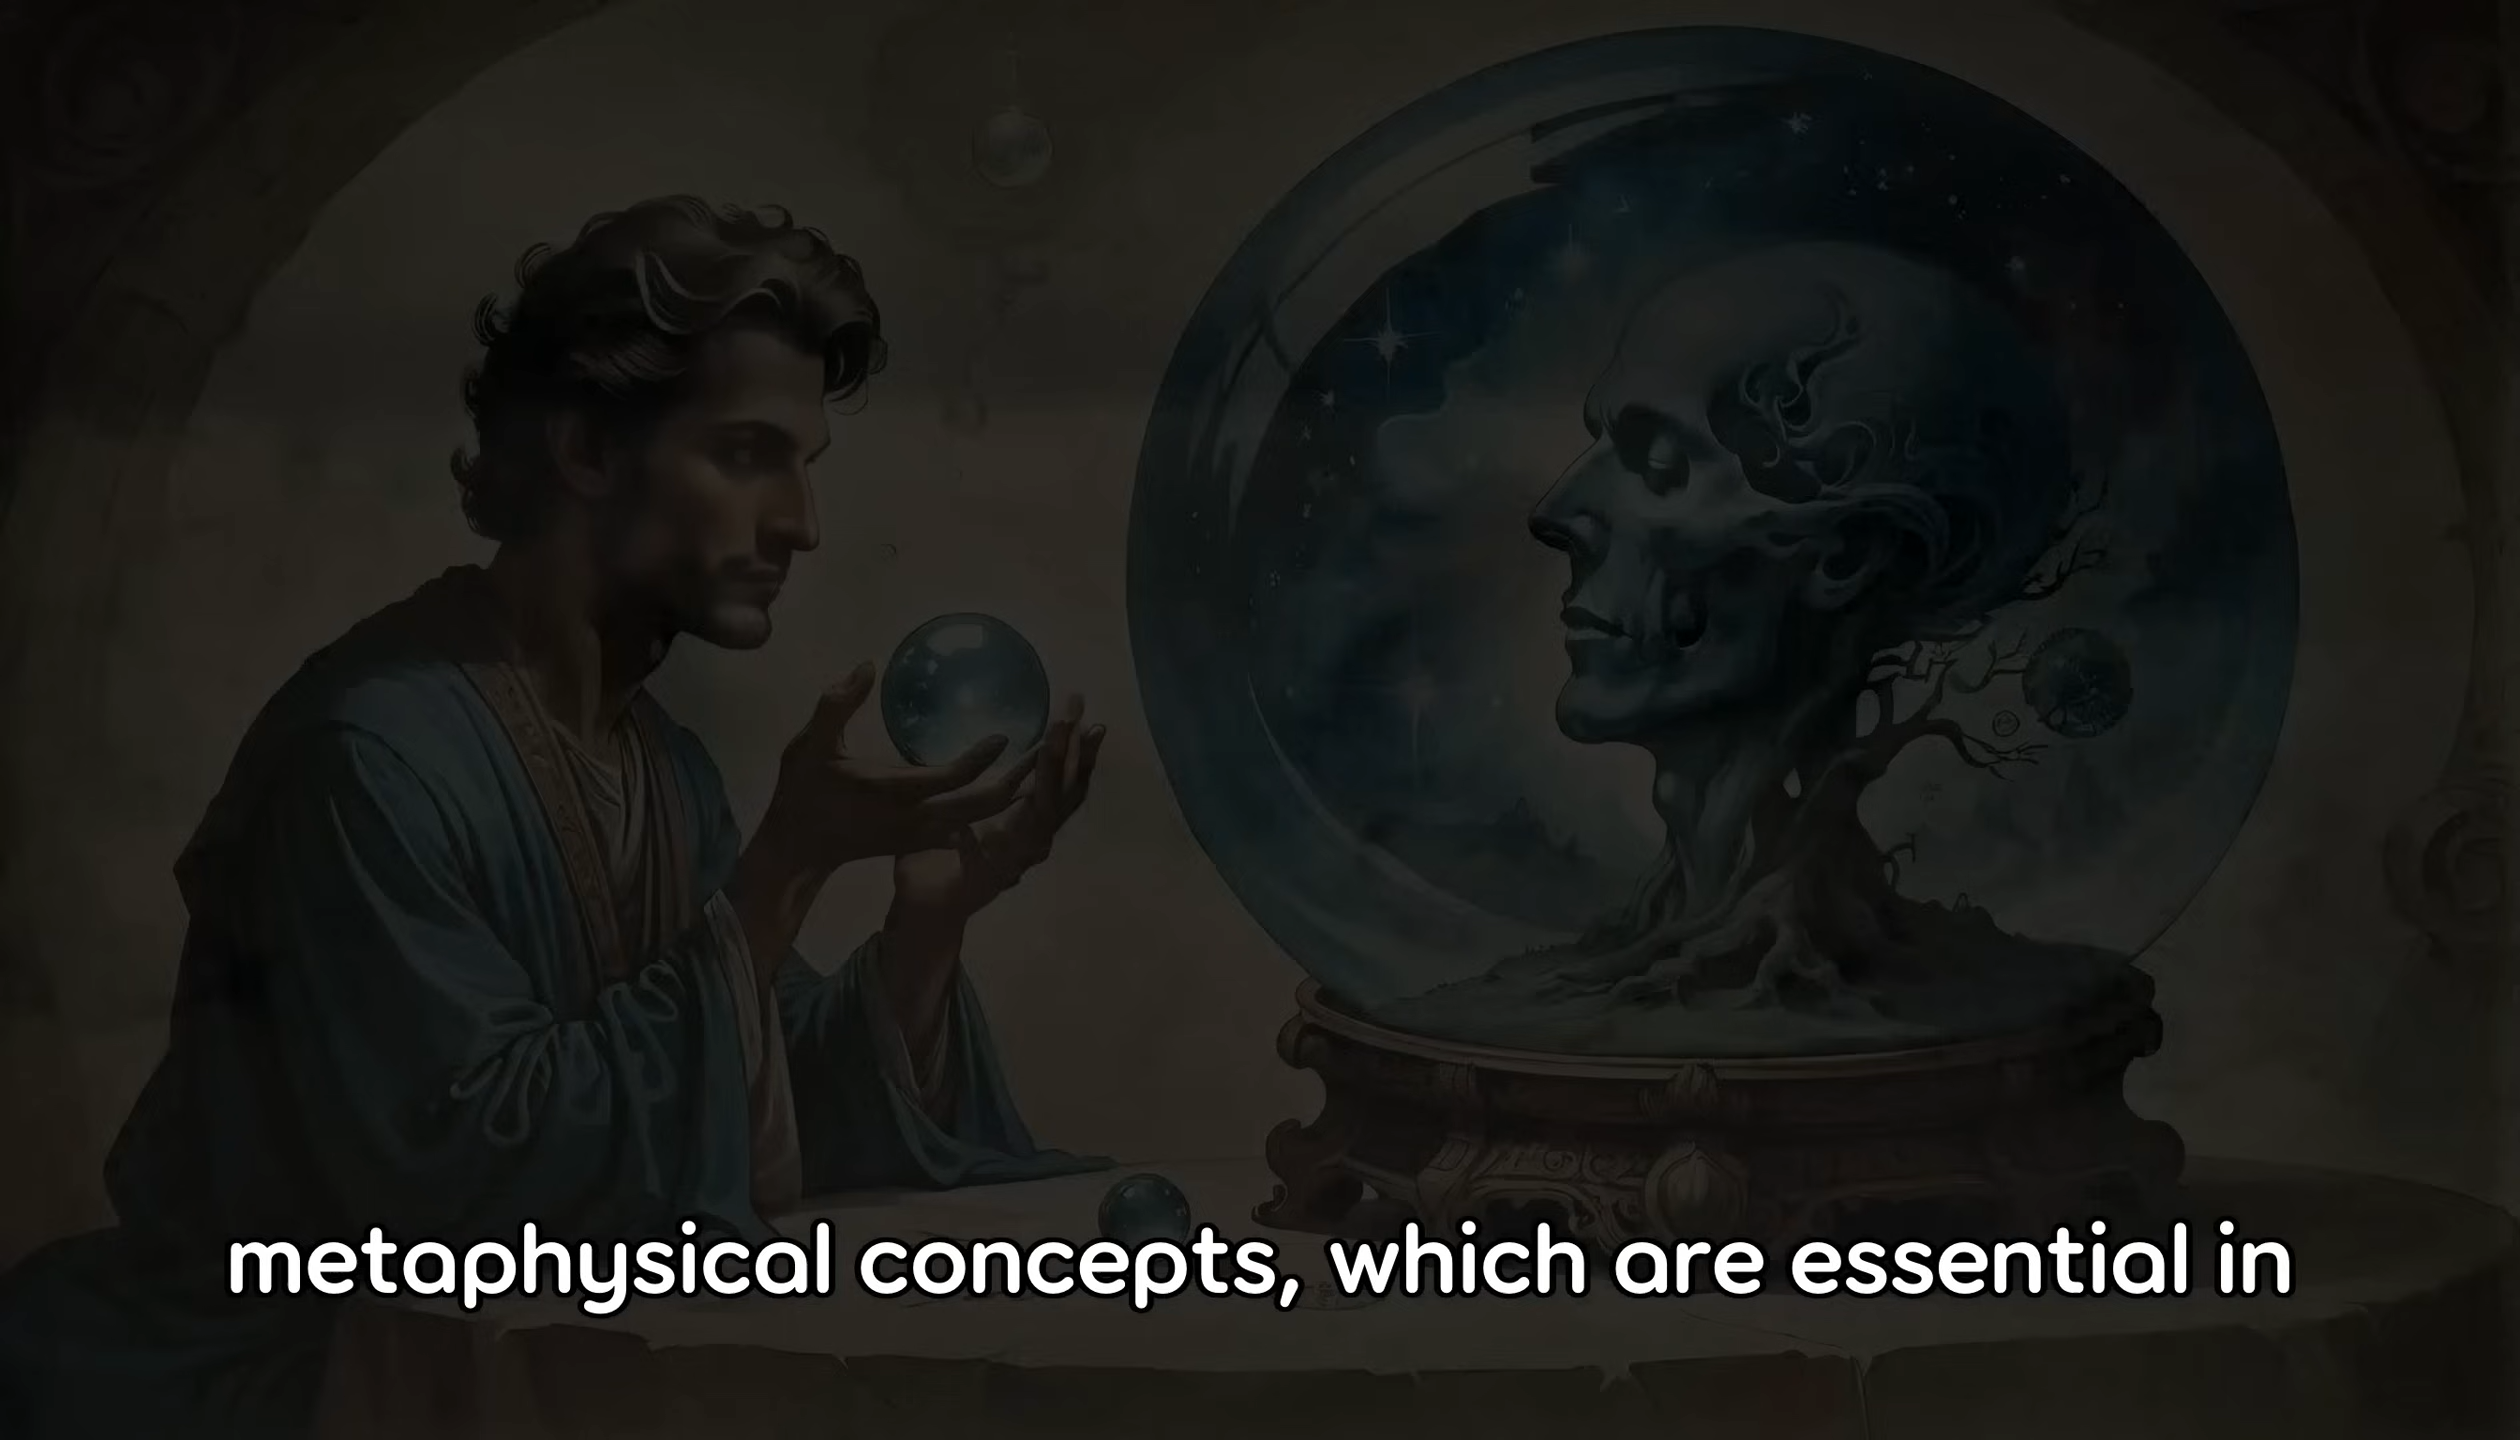 metaphysical concepts, which are essential in